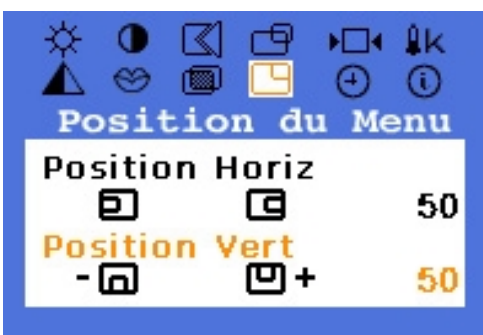 K
Position du Menu
Position Horiz
50
Position Vert
- + 50